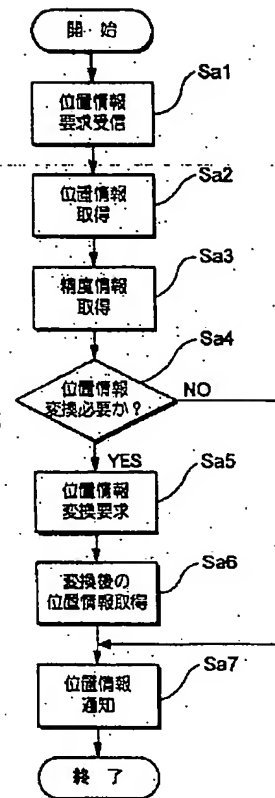 開始
Sa1
位置情報
要求受信
Sa2
位置情報
取得
Sa3
精度情報
取得
Sa4
位置情報
変換必要か?
NO
YES
Sa5
位置情報
変換要求
Sa6
変換後の
位置情報取得
Sa7
位置情報
通知
終了